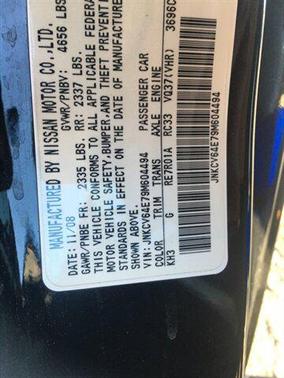 MANUFACTURED BY NISSAN MOTOR CO.,LTD.
DATE: 11/08 GVWR/PNBV: 4656 LBS
GAWR/PNBE FR: 2335 LBS. RR: 2337 LBS.
THIS VEHICLE CONFORMS TO ALL APPLICABLE FEDERAL
MOTOR VEHICLE SAFETY,BUMPER,AND THEFT PREVENTI
STANDARDS IN EFFECT ON THE DATE OF MANUFACTURE
SHOWN ABOVE.
VIN:JNKCV64E79M604494 PASSENGER CAR
COLOR TRIM TRANS AXLE ENGINE
KH3 G RE7R01A RC33 VQ37(VHR) 3696C
JNKCV64E79M604494